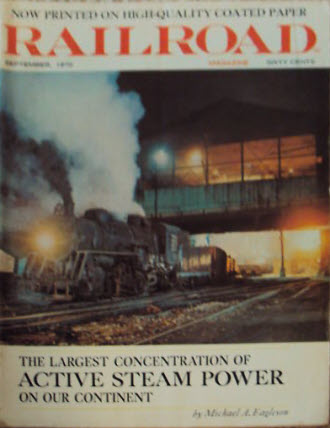 NOW PRINTED ON HIGH-QUALITY COATED PAPER
RAILROAD
SEPTEMBER, 1970 MAGAZINE SIXTY CENTS
THE LARGEST CONCENTRATION OF
ACTIVE STEAM POWER
ON OUR CONTINENT
by Michael A. Eagleson